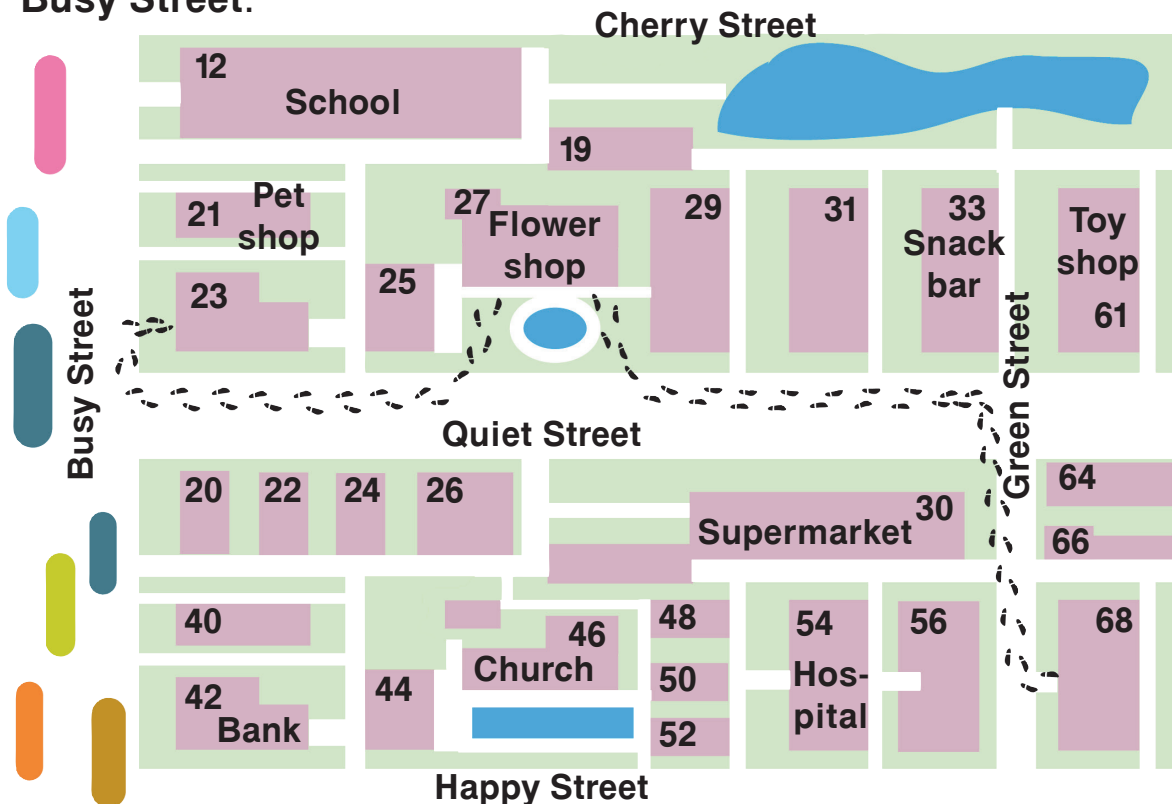 Busy Street.
Cherry Street
12
School
19
21
Pet
shop
27
Flower
shop
29
31
33
Snack
bar
Toy
shop
61
23
25
Busy Street
Green Street
Quiet Street
20
22
24
26
Supermarket
30
64
66
40
46
Church
48
54
Hos-
pital
56
68
42
Bank
44
50
52
Happy Street